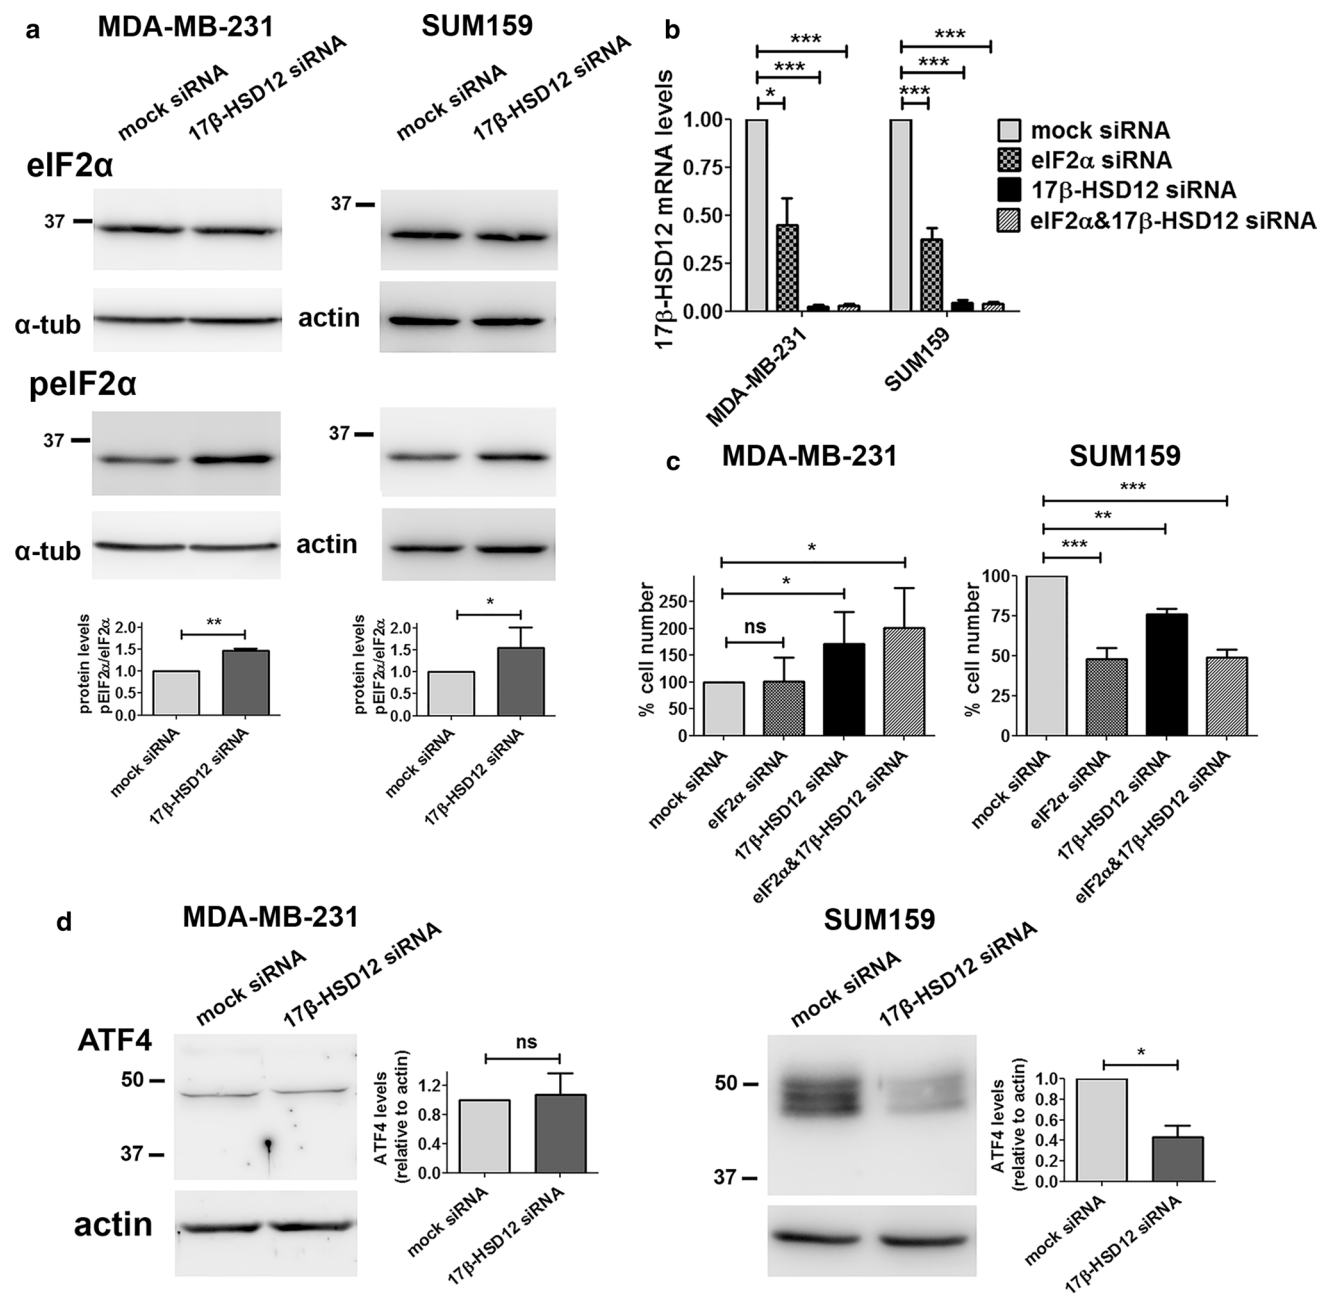 a
MDA-MB-231
SUM159
mock siRNA
17β-HSD12 siRNA
mock siRNA
17β-HSD12 siRNA
eIF2α
37
37
α-tub
actin
peIF2α
37
37
α-tub
actin
protein levels
pEIF2α/eIF2α
2.0
1.5
1.0
0.5
0.0
**
mock siRNA
17β-HSD12 siRNA
protein levels
pEIF2α/eIF2α
2.0
1.5
1.0
0.5
0.0
*
mock siRNA
17β-HSD12 siRNA
b
17β-HSD12 mRNA levels
1.00
0.75
0.50
0.25
0.00
***
***
*
***
***
***
MDA-MB-231
SUM159
mock siRNA
eIF2α siRNA
17β-HSD12 siRNA
eIF2α&17β-HSD12 siRNA
c
MDA-MB-231
% cell number
250
200
150
100
50
0
*
*
ns
mock siRNA
eIF2α siRNA
17β-HSD12 siRNA
eIF2α&17β-HSD12 siRNA
SUM159
% cell number
100
75
50
25
0
***
**
***
mock siRNA
eIF2α siRNA
17β-HSD12 siRNA
eIF2α&17β-HSD12 siRNA
d
MDA-MB-231
mock siRNA
17β-HSD12 siRNA
ATF4
50
37
actin
ATF4 levels
(relative to actin)
1.2
0.8
0.4
0.0
ns
mock siRNA
17β-HSD12 siRNA
SUM159
mock siRNA
17β-HSD12 siRNA
50
37
ATF4 levels
(relative to actin)
1.0
0.8
0.6
0.4
0.2
0.0
*
mock siRNA
17β-HSD12 siRNA